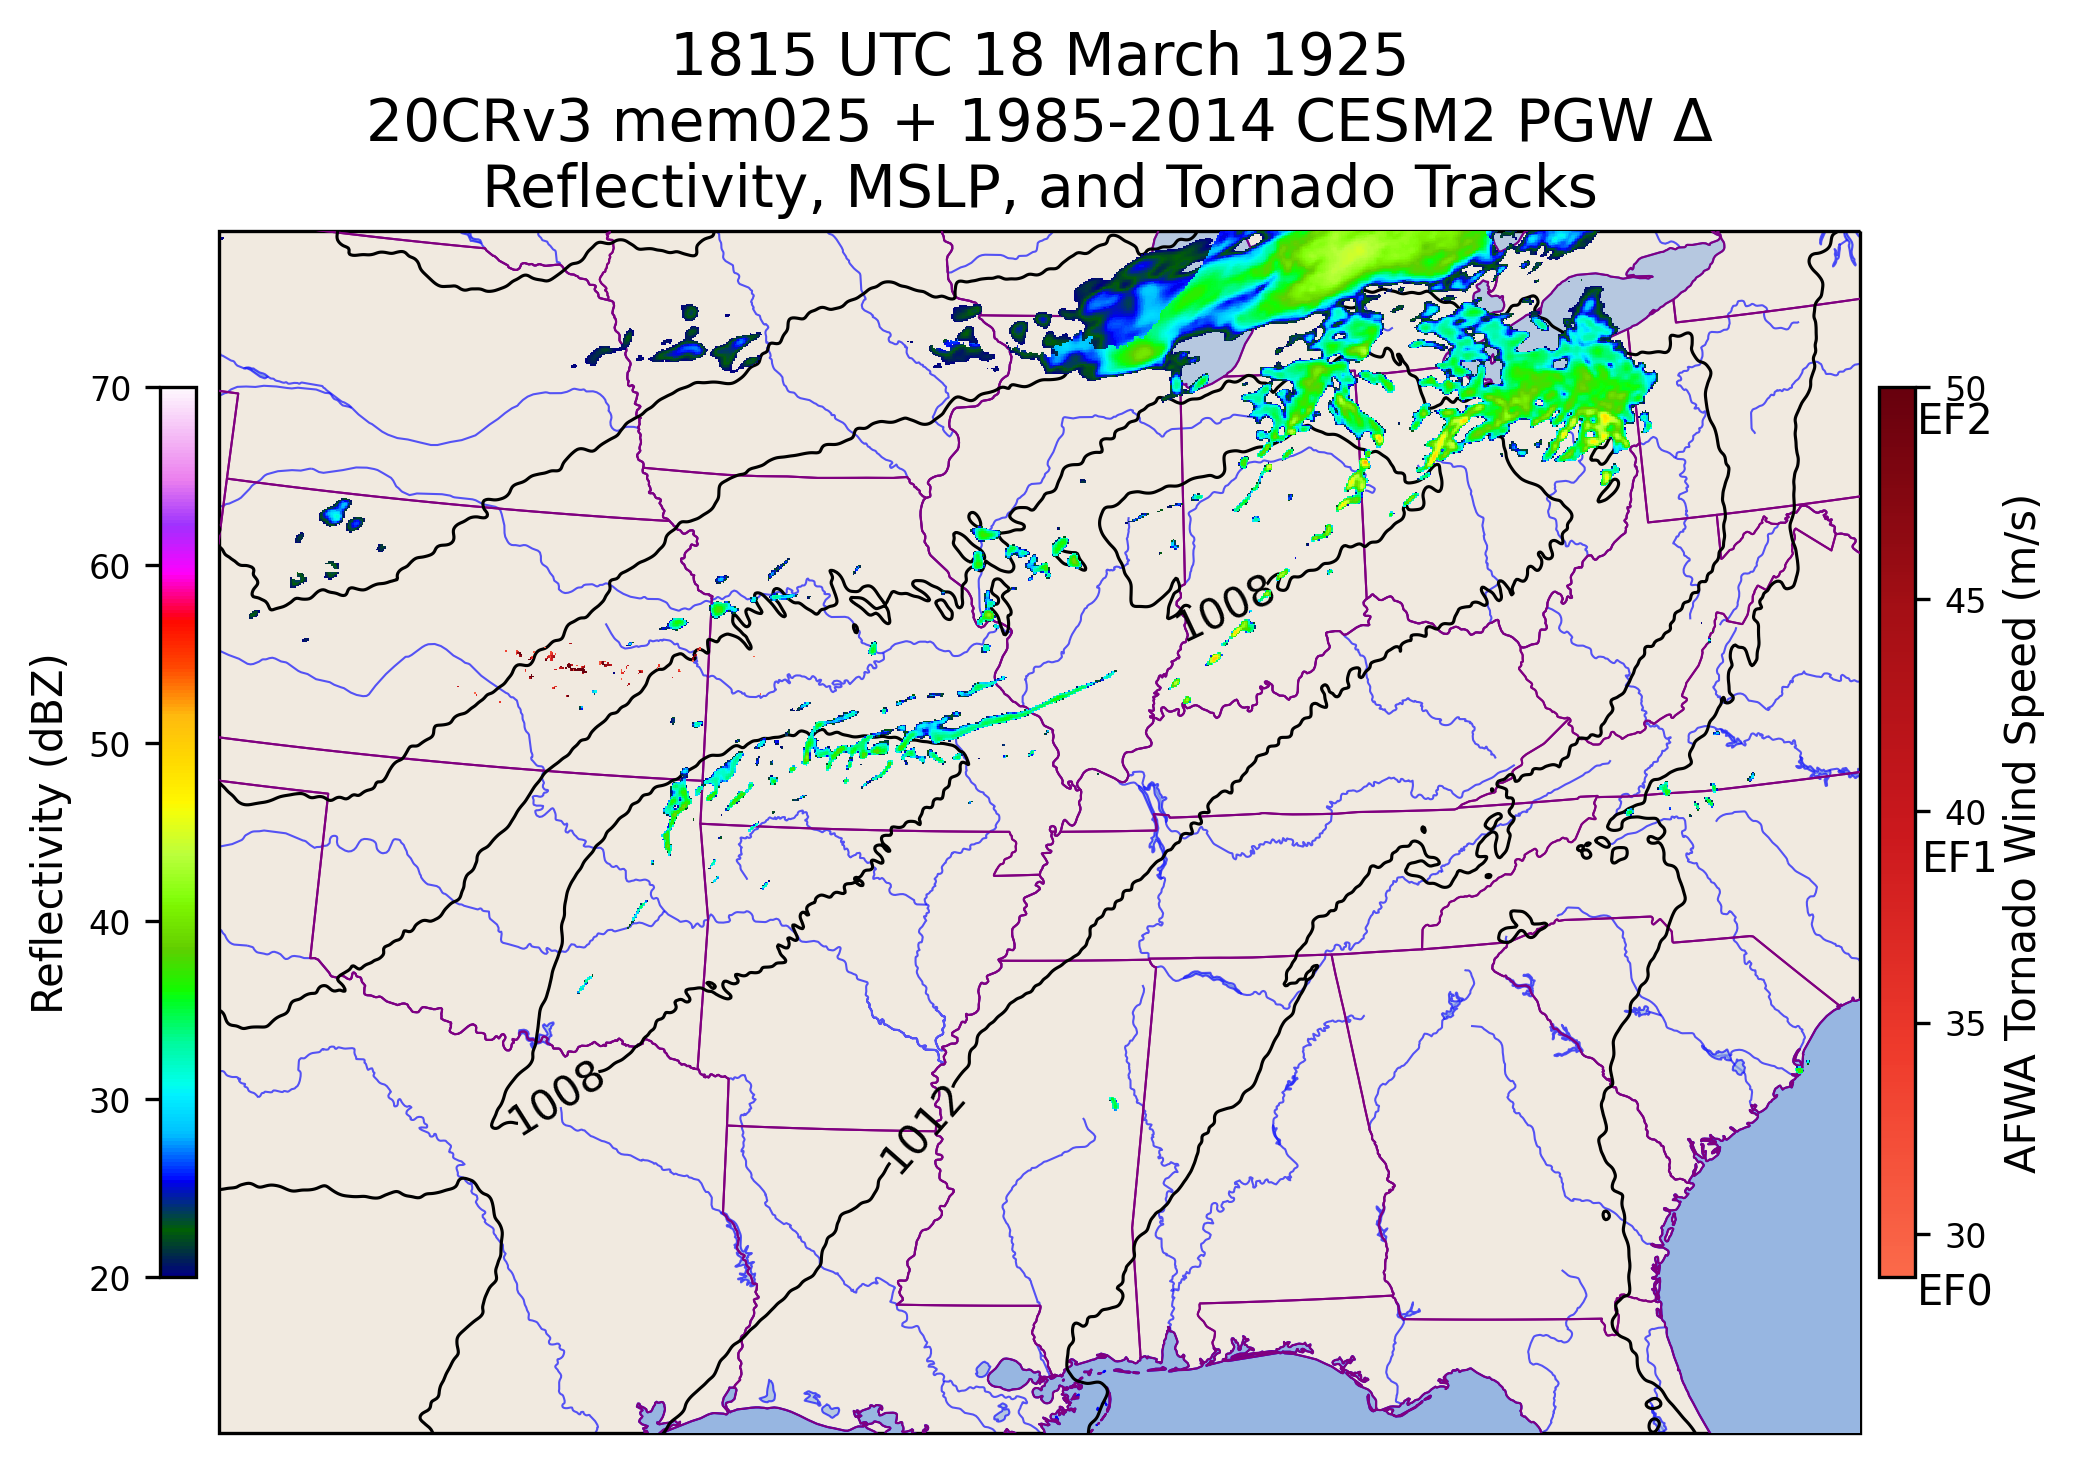 1815 UTC 18 March 1925
20CRv3 mem025 + 1985-2014 CESM2 PGW Δ
Reflectivity, MSLP, and Tornado Tracks
Reflectivity (dBZ)
70
60
50
40
30
20
1008
1008
1012
50
EF2
45
40
EF1
35
30
EF0
AFWA Tornado Wind Speed (m/s)